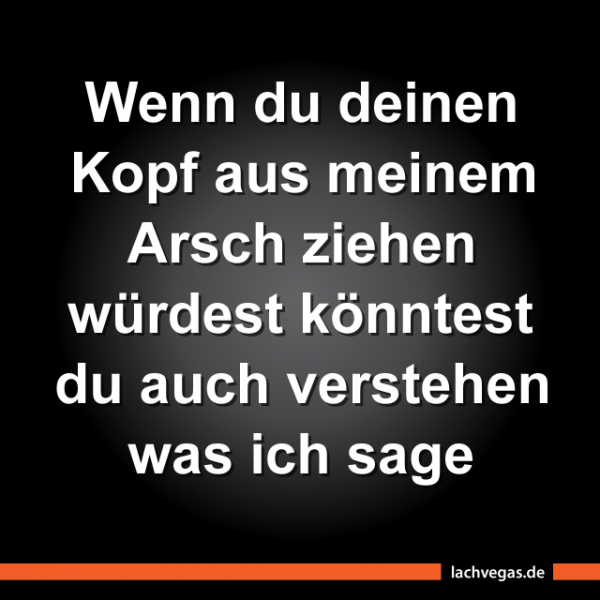 Wenn du deinen
Kopf aus meinem
Arsch ziehen
würdest könntest
du auch verstehen
was ich sage
lachvegas.de